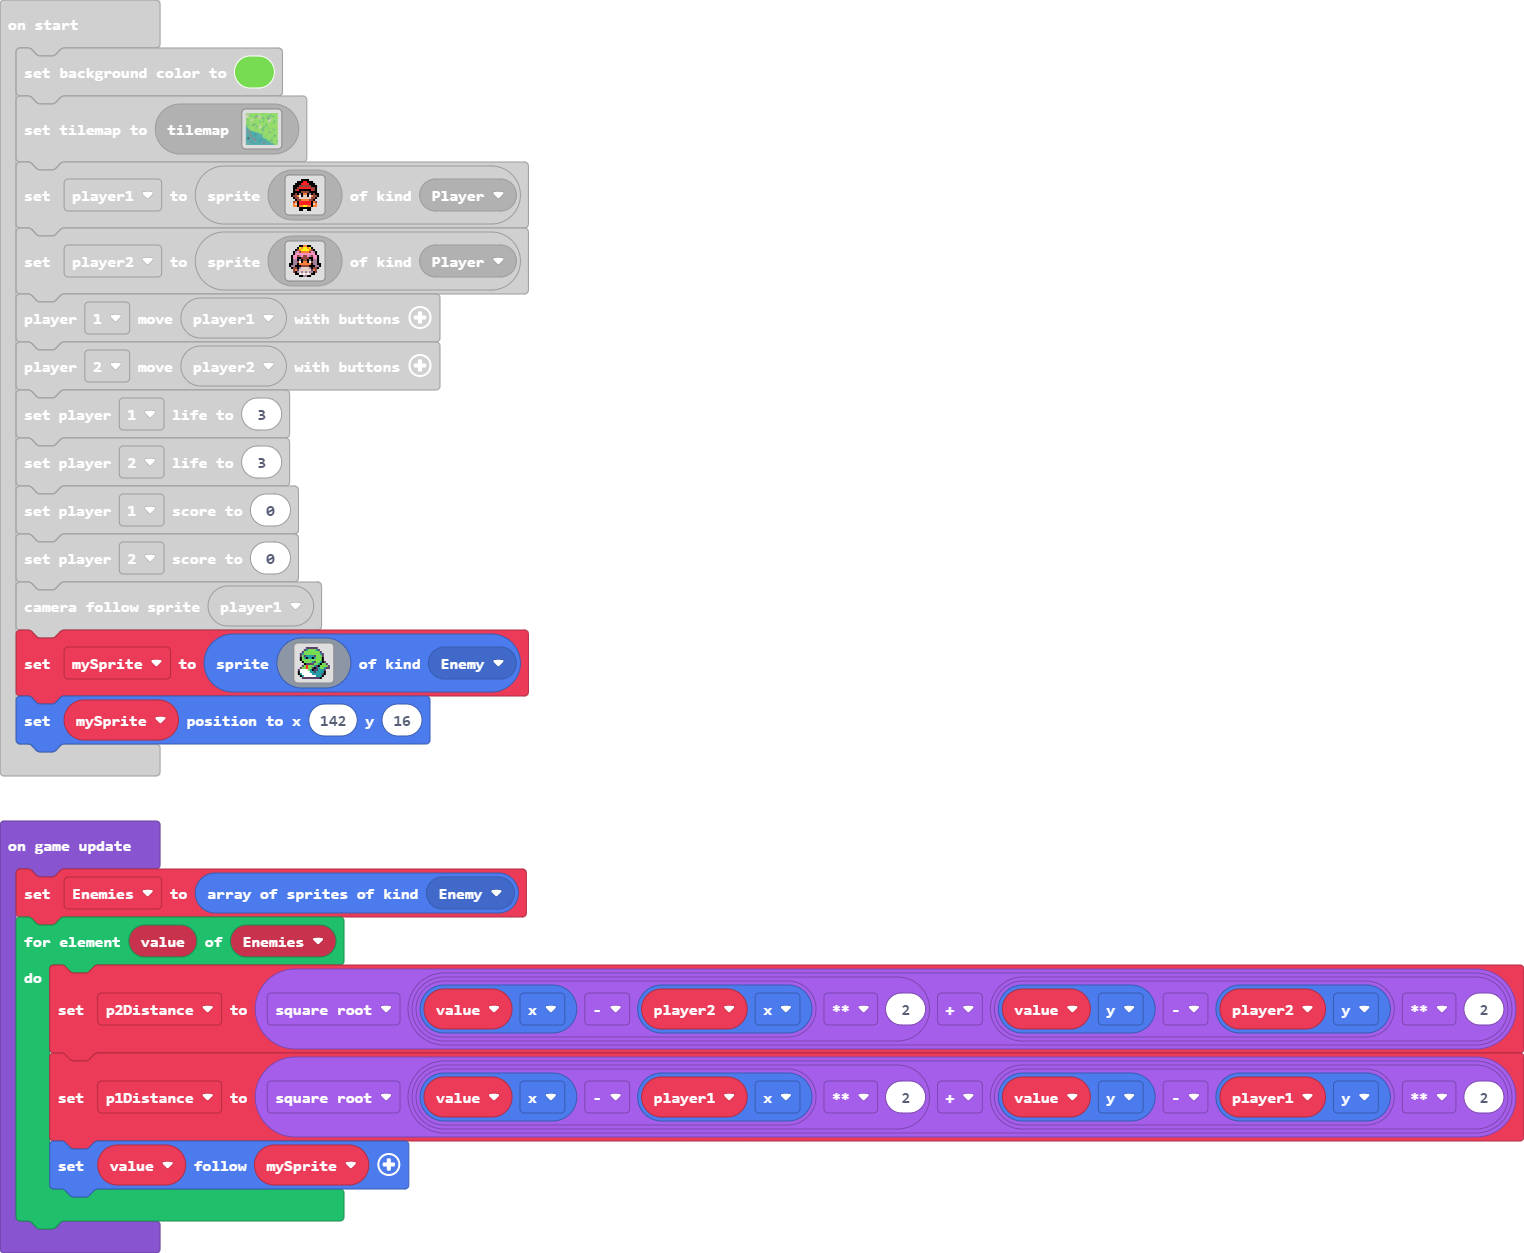 on start
set background color to
set tilemap to tilemap
set player1 to sprite of kind Player
set player2 to sprite of kind Player
player 1 move player1 with buttons
player 2 move player2 with buttons
set player 1 life to 3
set player 2 life to 3
set player 1 score to 0
set player 2 score to 0
camera follow sprite player1
set mySprite to sprite of kind Enemy
set mySprite position to x 142 y 16
on game update
set Enemies to array of sprites of kind Enemy
for element value of Enemies
do
set p2Distance to square root value x - player2 x ** 2 + value y - player2 y ** 2
set p1Distance to square root value x - player1 x ** 2 + value y - player1 y ** 2
set value follow mySprite